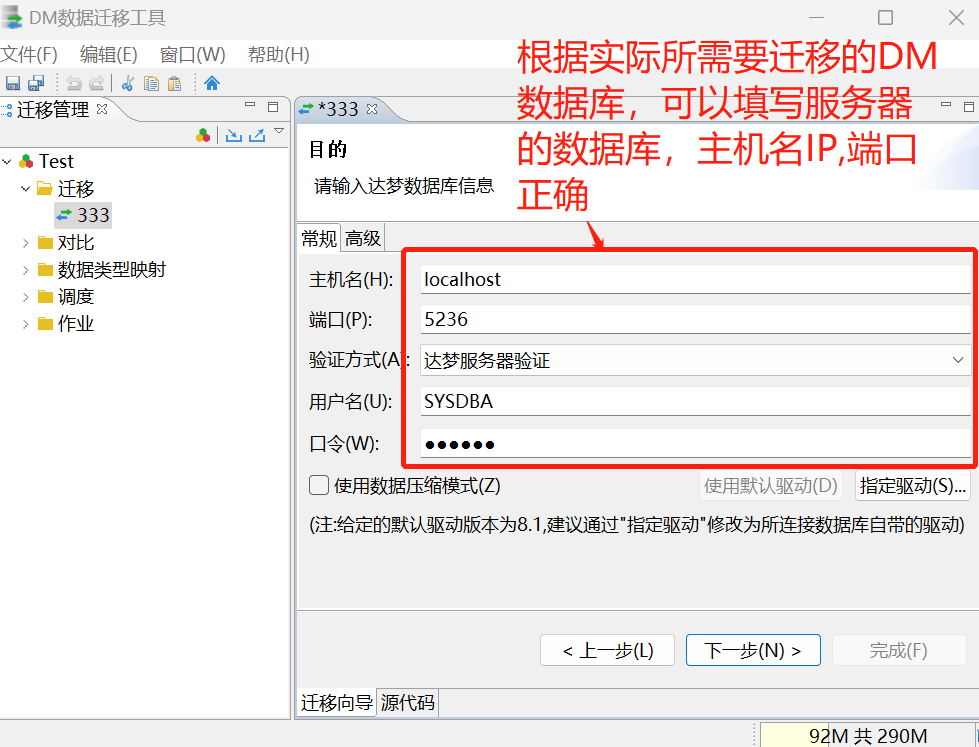 DM数据迁移工具
文件(F) 编辑(E) 窗口(W) 帮助(H)
根据实际所需要迁移的DM
数据库，可以填写服务器
的数据库，主机名IP,端口
正确
迁移管理
Test
迁移
333
对比
数据类型映射
调度
作业
*333
目的
请输入达梦数据库信息
常规 高级
主机名(H): localhost
端口(P): 5236
验证方式(A): 达梦服务器验证
用户名(U): SYSDBA
口令(W): ●●●●●●
使用数据压缩模式(Z) 使用默认驱动(D) 指定驱动(S)...
(注:给定的默认驱动版本为8.1,建议通过"指定驱动"修改为所连接数据库自带的驱动)
< 上一步(L) 下一步(N) > 完成(F)
迁移向导 源代码
92M 共 290M